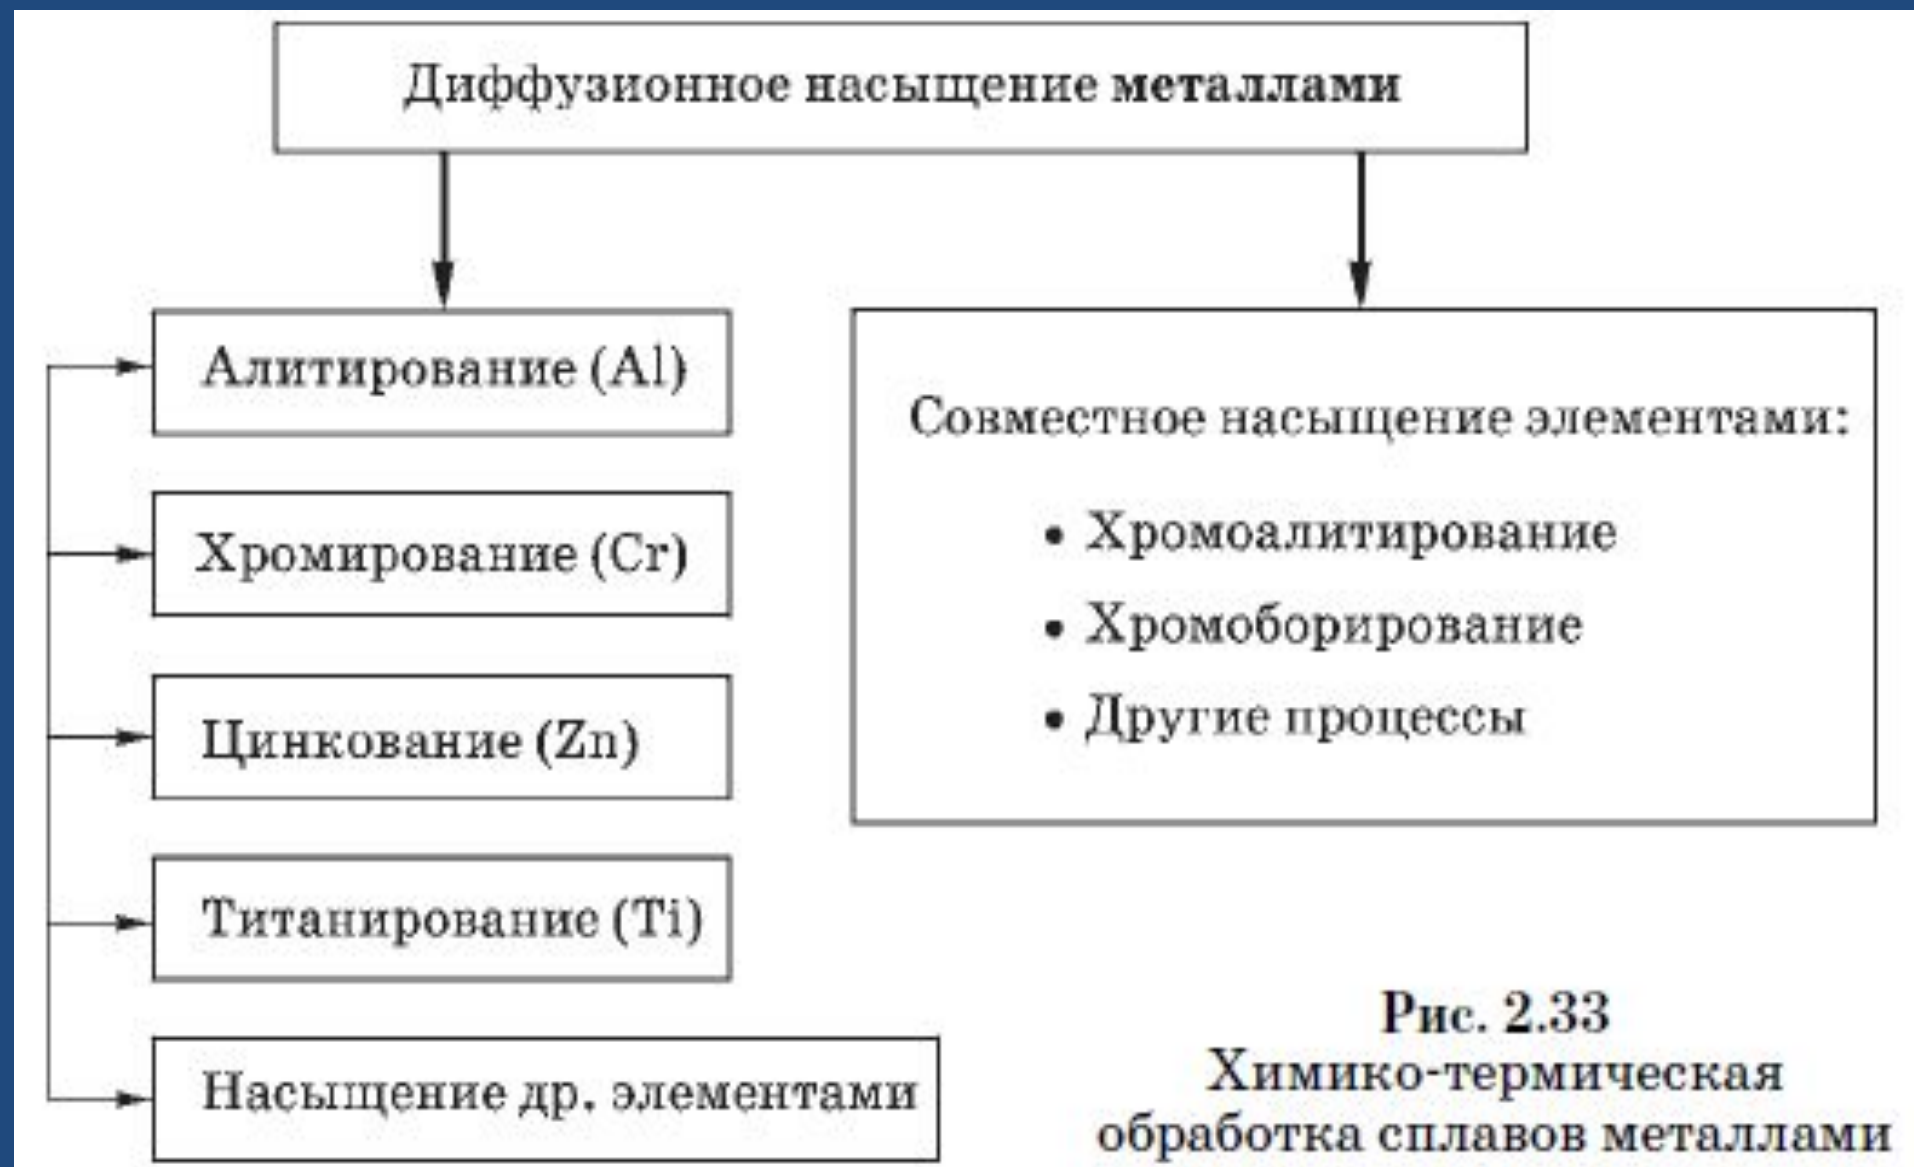 Диффузионное насыщение металлами
Алитирование (Al)
Хромирование (Cr)
Цинкование (Zn)
Титанирование (Ti)
Насыщение др. элементами
Совместное насыщение элементами:
• Хромоалитирование
• Хромоборирование
• Другие процессы
Рис. 2.33
Химико-термическая
обработка сплавов металлами